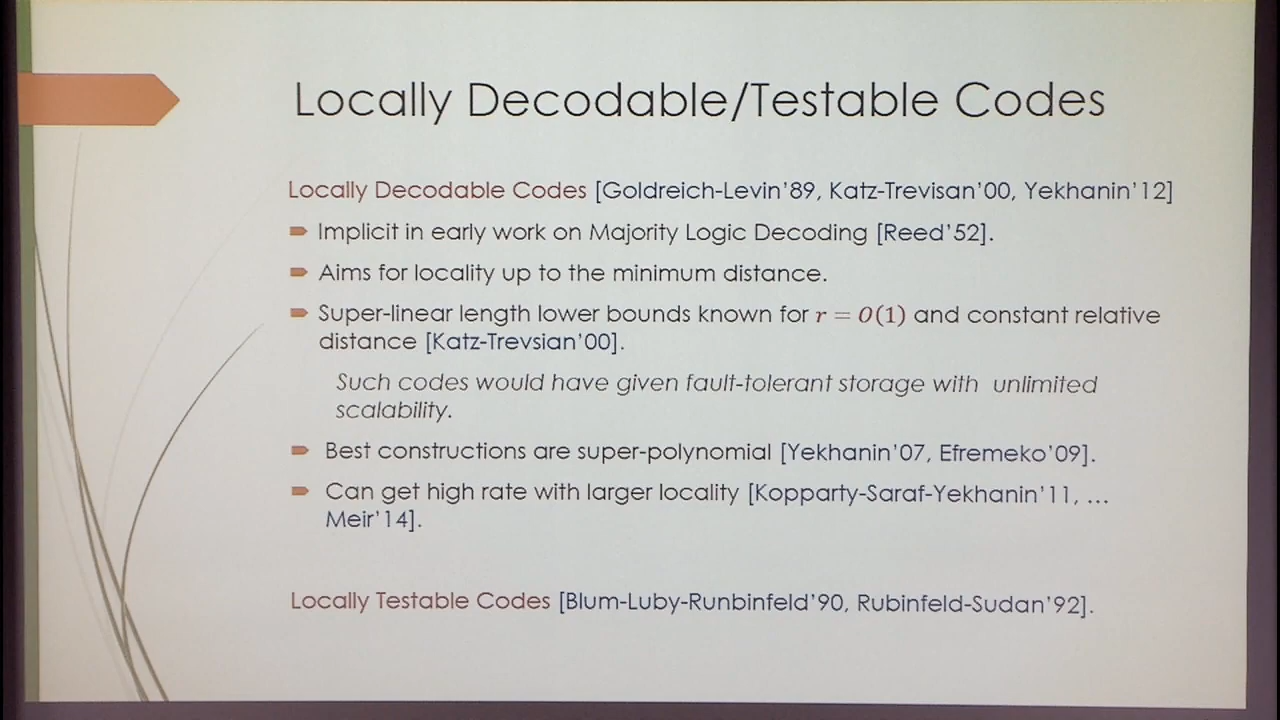 Locally Decodable/Testable Codes
Locally Decodable Codes [Goldreich-Levin'89, Katz-Trevisan'00, Yekhanin'12]
Implicit in early work on Majority Logic Decoding [Reed'52].
Aims for locality up to the minimum distance.
Super-linear length lower bounds known for r = O(1) and constant relative
distance [Katz-Trevsian'00].
Such codes would have given fault-tolerant storage with unlimited
scalability.
Best constructions are super-polynomial [Yekhanin'07, Efremeko'09].
Can get high rate with larger locality [Kopparty-Saraf-Yekhanin'11, ...
Meir'14].
Locally Testable Codes [Blum-Luby-Runbinfeld'90, Rubinfeld-Sudan'92].